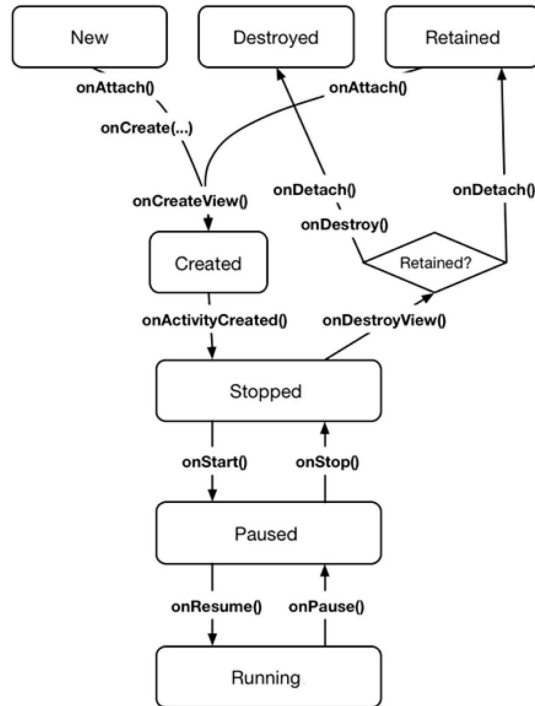 New
Destroyed
Retained
onAttach()
onAttach()
onCreate(...)
onCreateView()
onDetach()
onDetach()
onDestroy()
Created
Retained?
onActivityCreated()
onDestroyView()
Stopped
onStart()
onStop()
Paused
onResume()
onPause()
Running